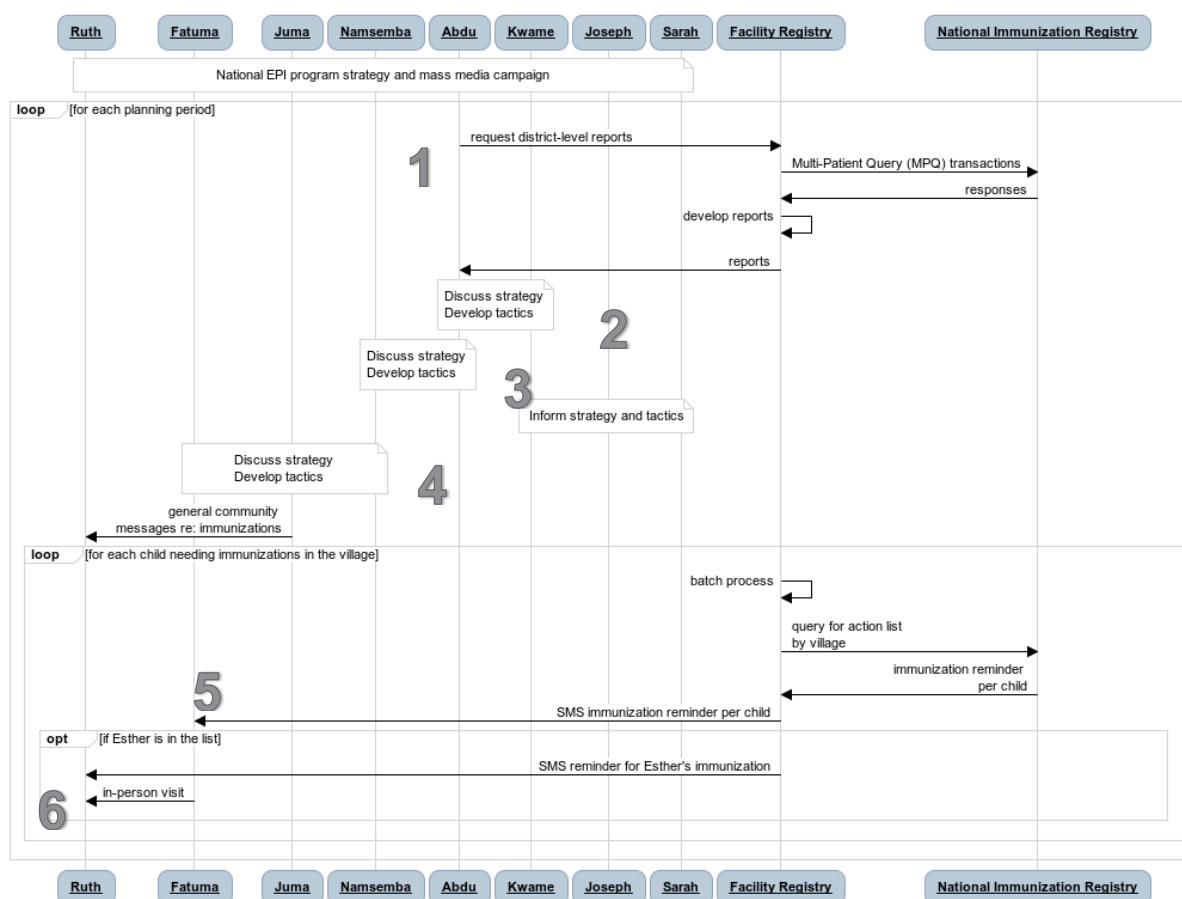 Ruth Fatuma Juma Namsemba Abdu Kwame Joseph Sarah Facility Registry National Immunization Registry
National EPI program strategy and mass media campaign
loop [for each planning period]
request district-level reports
1
Multi-Patient Query (MPQ) transactions
responses
develop reports
reports
Discuss strategy
Develop tactics
2
Discuss strategy
Develop tactics
3
Inform strategy and tactics
Discuss strategy
Develop tactics
4
general community
messages re: immunizations
loop [for each child needing immunizations in the village]
batch process
query for action list
by village
immunization reminder
per child
5
SMS immunization reminder per child
opt [if Esther is in the list]
SMS reminder for Esther's immunization
in-person visit
6
Ruth Fatuma Juma Namsemba Abdu Kwame Joseph Sarah Facility Registry National Immunization Registry